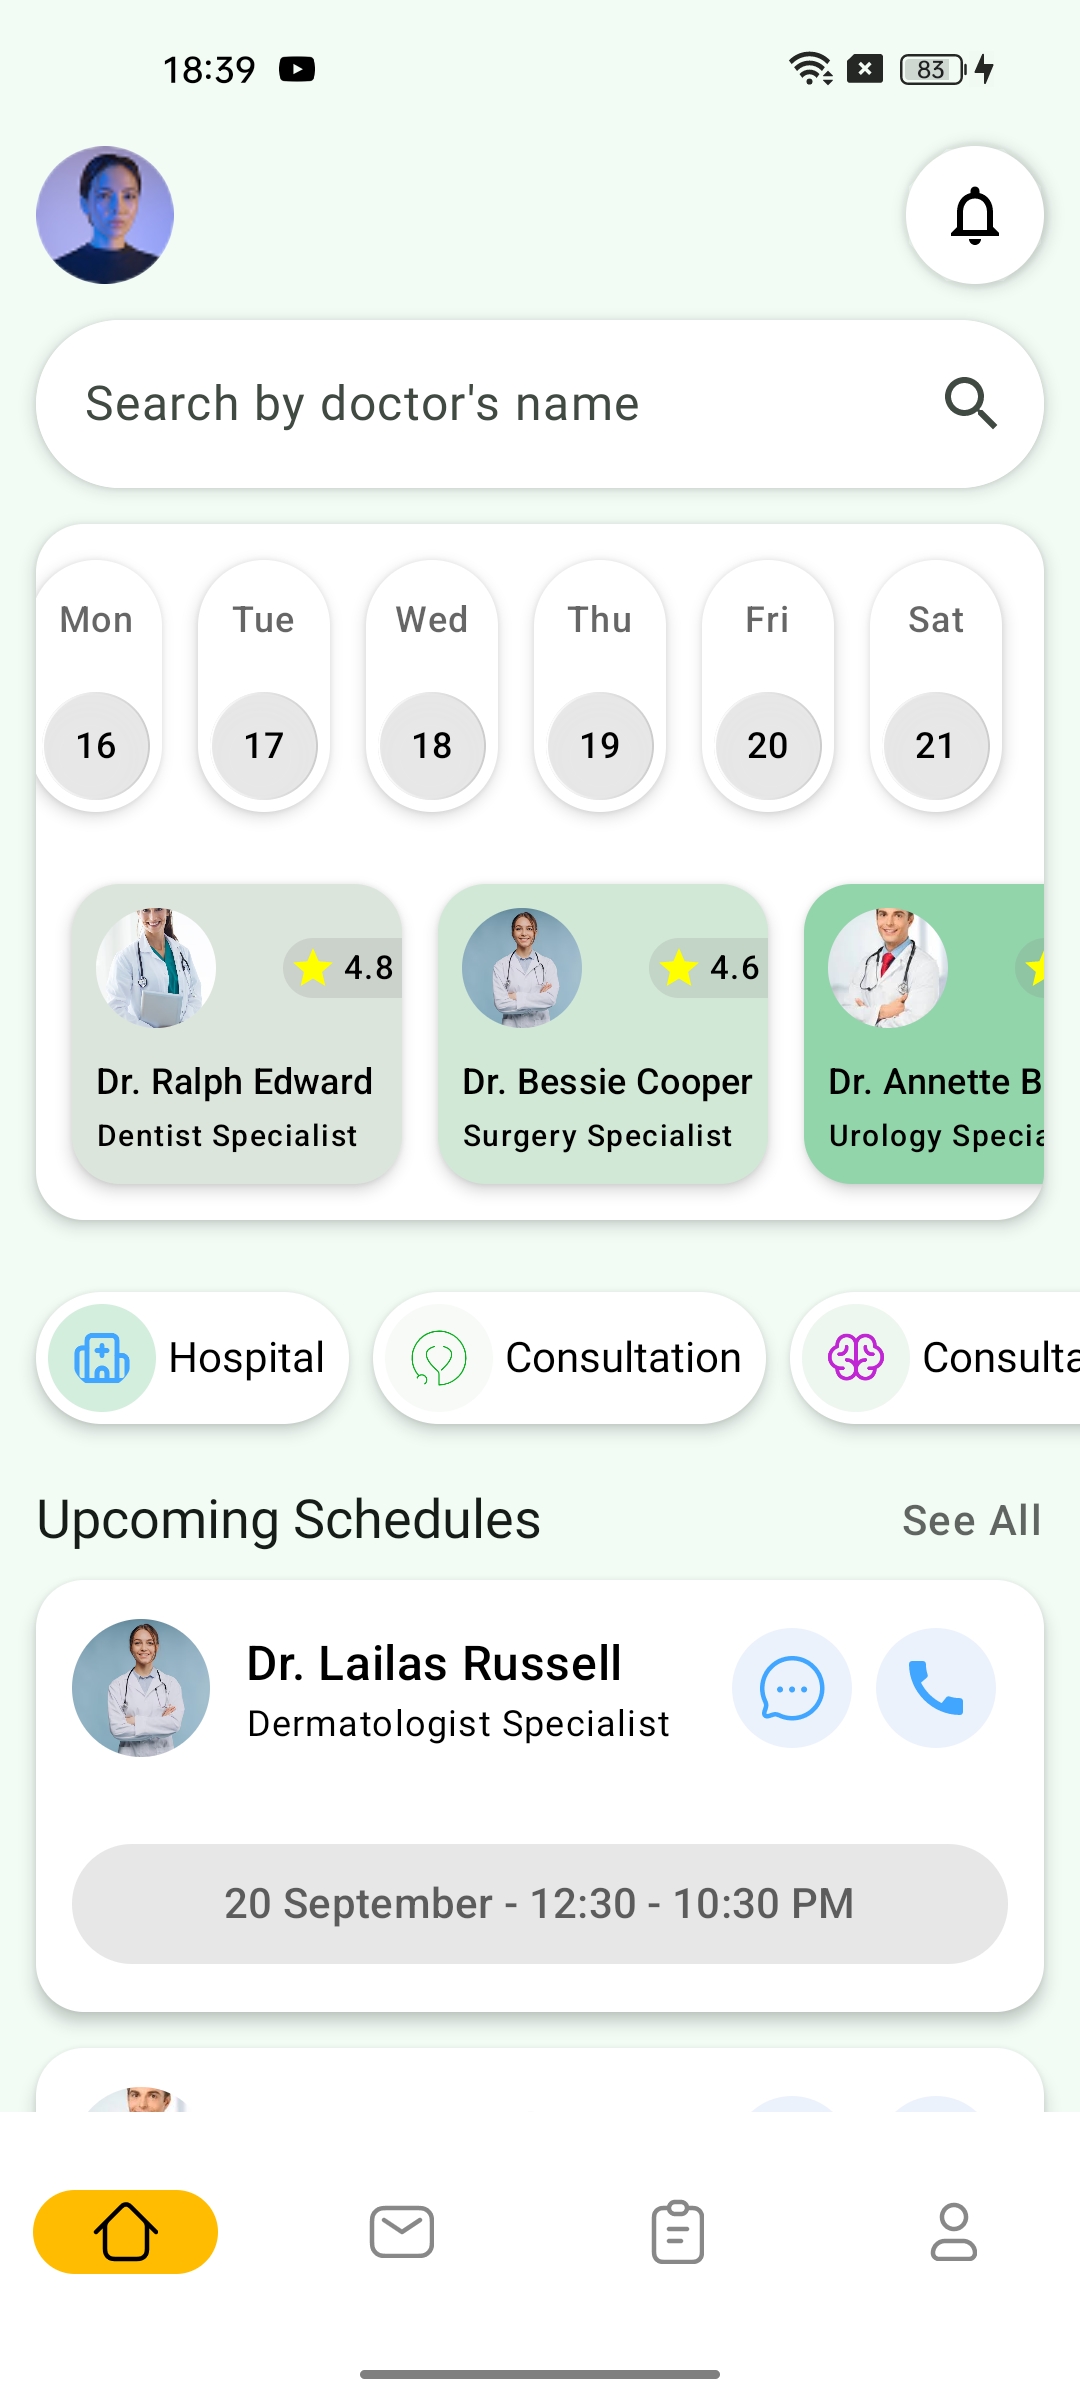 18:39
83
Search by doctor's name
Mon Tue Wed Thu Fri Sat
16 17 18 19 20 21
4.8 4.6
Dr. Ralph Edward Dr. Bessie Cooper Dr. Annette B
Dentist Specialist Surgery Specialist Urology Specia
Hospital Consultation Consulta
Upcoming Schedules See All
Dr. Lailas Russell
Dermatologist Specialist
20 September - 12:30 - 10:30 PM